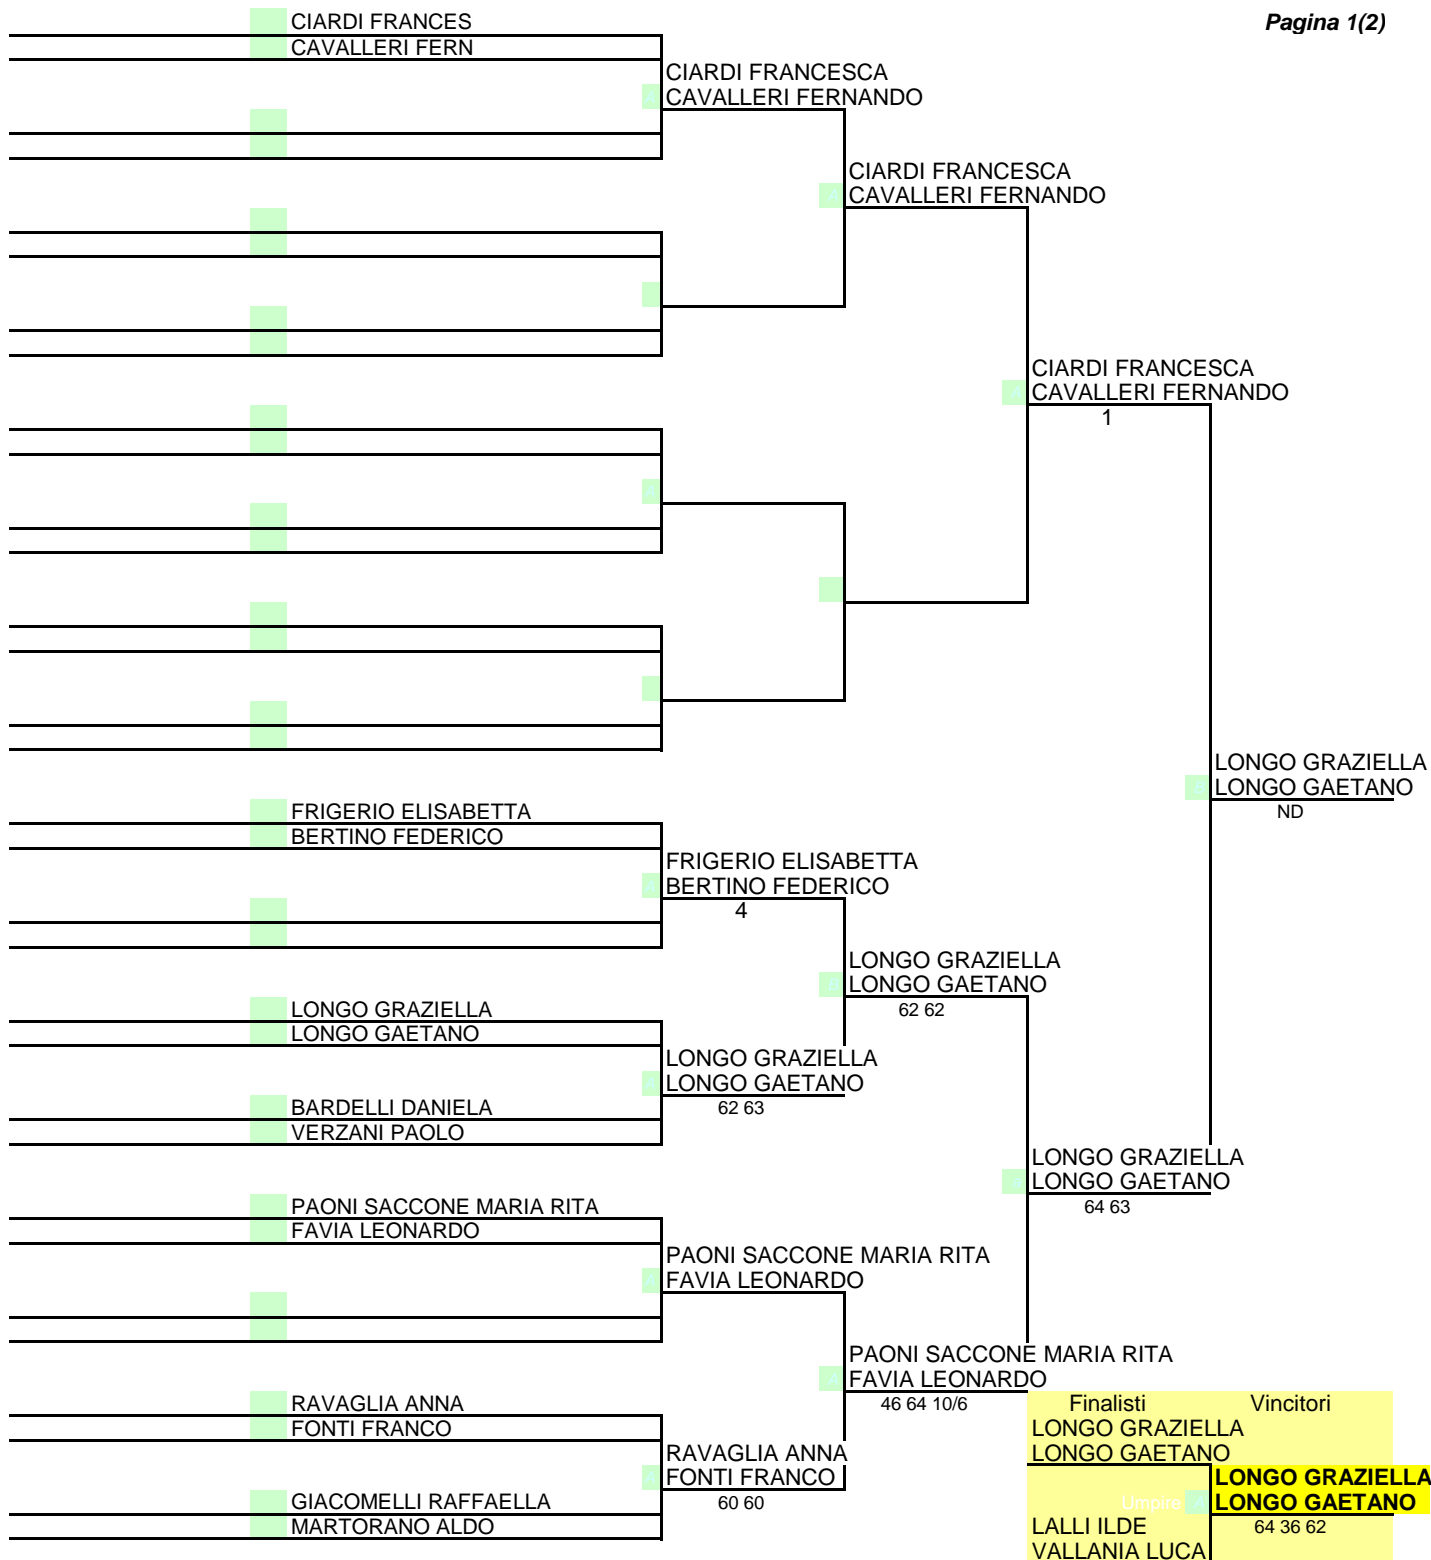 CIARDI FRANCES
Pagina 1(2)
CAVALLERI FERN
CIARDI FRANCESCA
CAVALLERI FERNANDO
CIARDI FRANCESCA
CAVALLERI FERNANDO
CIARDI FRANCESCA
CAVALLERI FERNANDO
1
LONGO GRAZIELLA
LONGO GAETANO
ND
FRIGERIO ELISABETTA
BERTINO FEDERICO
FRIGERIO ELISABETTA
BERTINO FEDERICO
4
LONGO GRAZIELLA
LONGO GAETANO
62 62
LONGO GRAZIELLA
LONGO GAETANO
LONGO GRAZIELLA
LONGO GAETANO
62 63
BARDELLI DANIELA
VERZANI PAOLO
LONGO GRAZIELLA
LONGO GAETANO
64 63
PAONI SACCONE MARIA RITA
FAVIA LEONARDO
PAONI SACCONE MARIA RITA
FAVIA LEONARDO
PAONI SACCONE MARIA RITA
FAVIA LEONARDO
46 64 10/6
RAVAGLIA ANNA
FONTI FRANCO
RAVAGLIA ANNA
FONTI FRANCO
60 60
GIACOMELLI RAFFAELLA
MARTORANO ALDO
Finalisti Vincitori
LONGO GRAZIELLA
LONGO GAETANO
LONGO GRAZIELLA
Umpire LONGO GAETANO
LALLI ILDE
64 36 62
VALLANIA LUCA